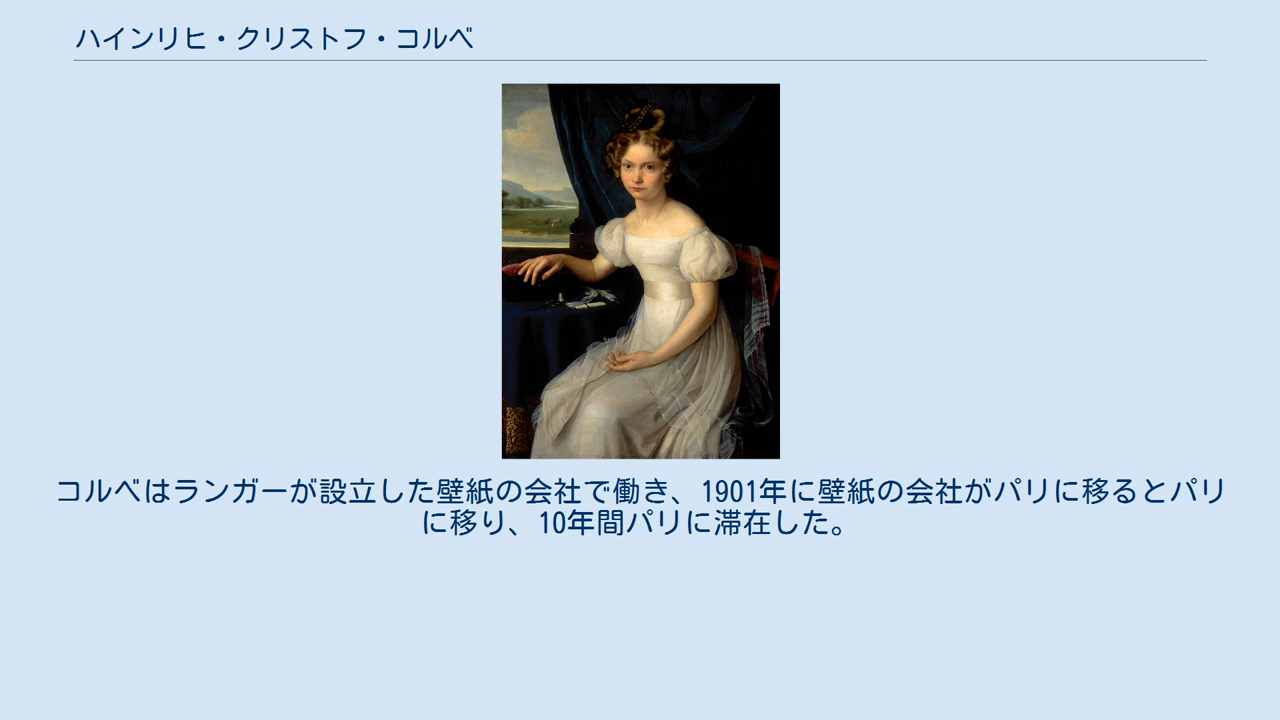 ハインリヒ・クリストフ・コルベ
コルベはランガーが設立した壁紙の会社で働き、1901年に壁紙の会社がパリに移るとパリ
に移り、10年間パリに滞在した。